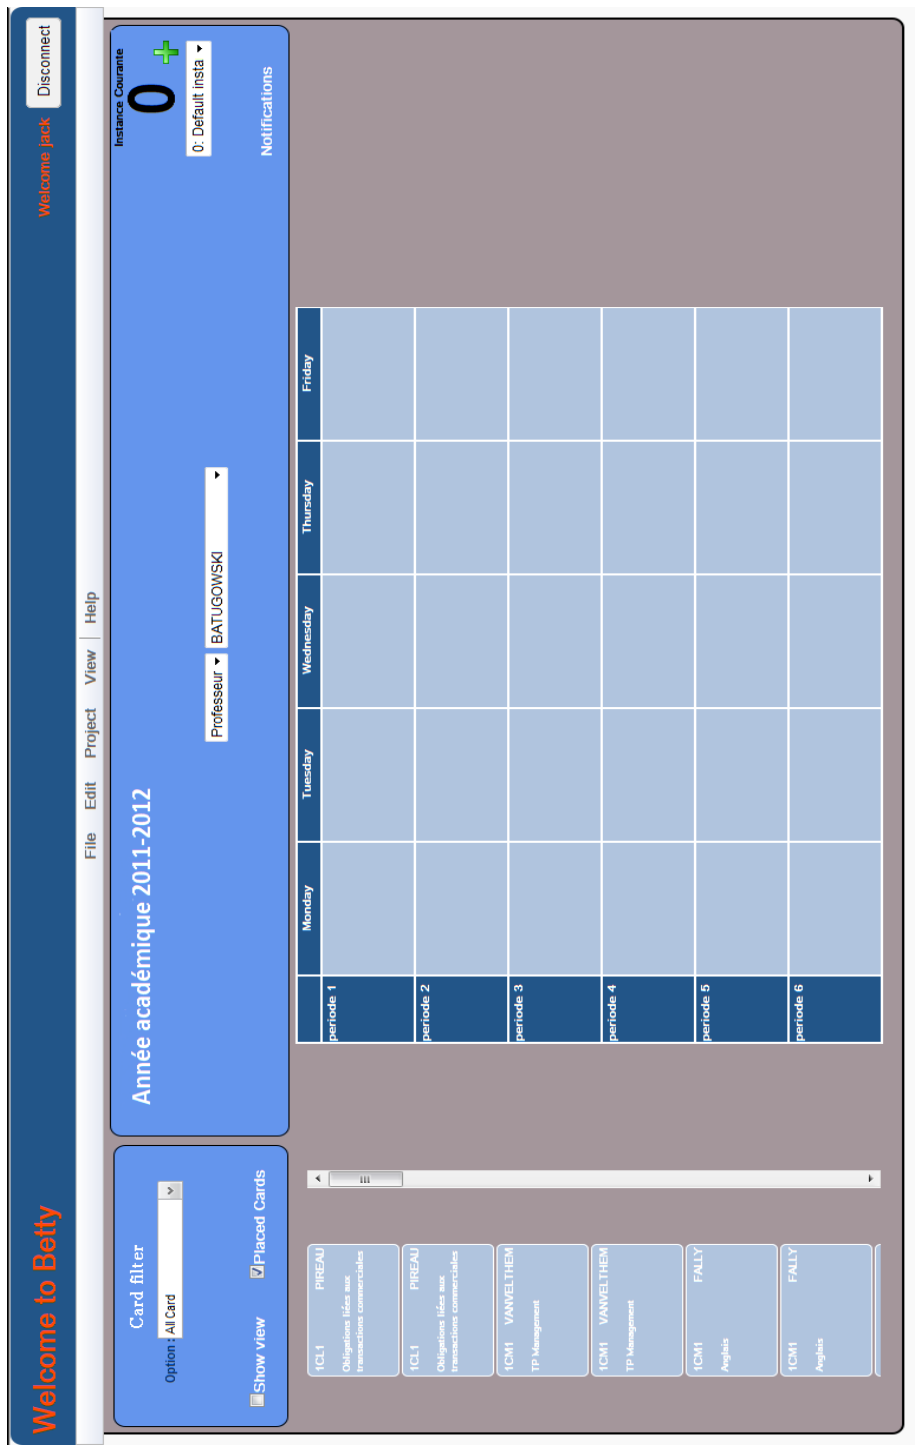 Welcome to Betty
Welcome jack
Disconnect
File Edit Project View Help
Card filter
Option : All Card
Show view
Placed Cards
Année académique 2011-2012
Professeur BATUGOWSKI
Instance Courante
0
0: Default insta
Notifications
1CL1 PIREAU
Obligations liées aux
transactions commerciales
1CL1 PIREAU
Obligations liées aux
transactions commerciales
1CM1 VANVELTHEM
TP Management
1CM1 VANVELTHEM
TP Management
1CM1 FALLY
Anglais
1CM1 FALLY
Anglais
Monday Tuesday Wednesday Thursday Friday
periode 1
periode 2
periode 3
periode 4
periode 5
periode 6